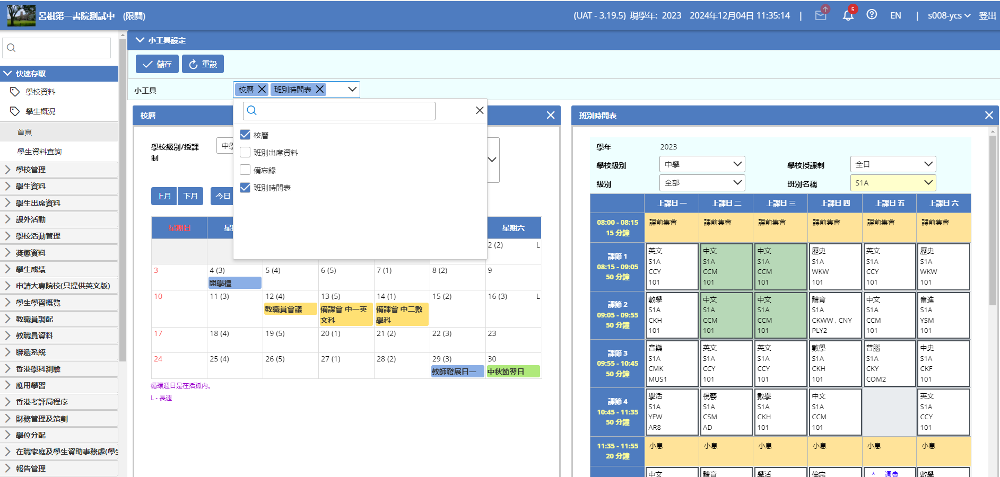 呂祺第一書院測試中 (限閱)
(UAT - 3.19.5) 現學年: 2023 2024年12月04日 11:35:14 | 5 EN | s008-ycs 登出
快速存取
學校資料
學生概況
首頁
學生資料查詢
學校管理
學生資料
學生出席資料
課外活動
學校活動管理
獎懲資料
學生成績
申請大專院校(只提供英文版)
學生學習概覽
教職員調配
教職員資料
聯遞系統
香港學科測驗
應用學習
香港考評局程序
財務管理及策劃
學位分配
在職家庭及學生資助事務處(學
報告管理
小工具設定
儲存 重設
小工具 校曆 班別時間表
校曆
班別出席資料
備忘錄
班別時間表
校曆
學校級別/授課制 中學
上月 下月 今日
星期日 星 星期六
2 (2) L
3 4 (3) 5 (4) 6 (5) 7 (1) 8 (2) 9
開學禮
10 11 (3) 12 (4) 13 (5) 14 (1) 15 (2) 16 (3) L
教職員會議 備課會 中一英文科 備課會 中二數學科
17 18 (4) 19 (5) 20 (1) 21 (2) 22 (3) 23
24 25 (4) 26 (5) 27 (1) 28 (2) 29 (3) 30
教師發展日一 中秋節翌日
循環週日是在括孤內。
L - 長週
班別時間表
學年 2023
學校級別 中學 學校授課制 全日
級別 全部 班別名稱 S1A
上課日 一 上課日 二 上課日 三 上課日 四 上課日 五 上課日 六
08:00 - 08:15 課前集會 課前集會 課前集會 課前集會 課前集會 課前集會
15 分鐘
英文 中文 中文 歷史 英文 歷史
課節 1 S1A S1A S1A S1A S1A S1A
08:15 - 09:05 CCY CCM CCM WKW CCY WKW
50 分鐘 101 101 101 101 101 101
數學 中文 中文 體育 中文 奮進
課節 2 S1A S1A S1A S1A S1A S1A
09:05 - 09:55 CKH CCM CCM CKWW , CNY CCM YSM
50 分鐘 101 101 101 PLY2 101 101
音樂 英文 英文 數學 普腦 中史
課節 3 S1A S1A S1A S1A S1A S1A
09:55 - 10:45 CMK CCY CCY CKH CKY CKF
50 分鐘 MUS1 101 101 101 COM2 101
學活 視藝 數學 中文 英文
課節 4 S1A S1A S1A S1A S1A
10:45 - 11:35 YFW CSM CKH CCM CCY
50 分鐘 AR8 AD 101 101 101
11:35 - 11:55 小息 小息 小息 小息 小息 小息
20 分鐘
中文 體育 學活 倫宗 * 週會 數學